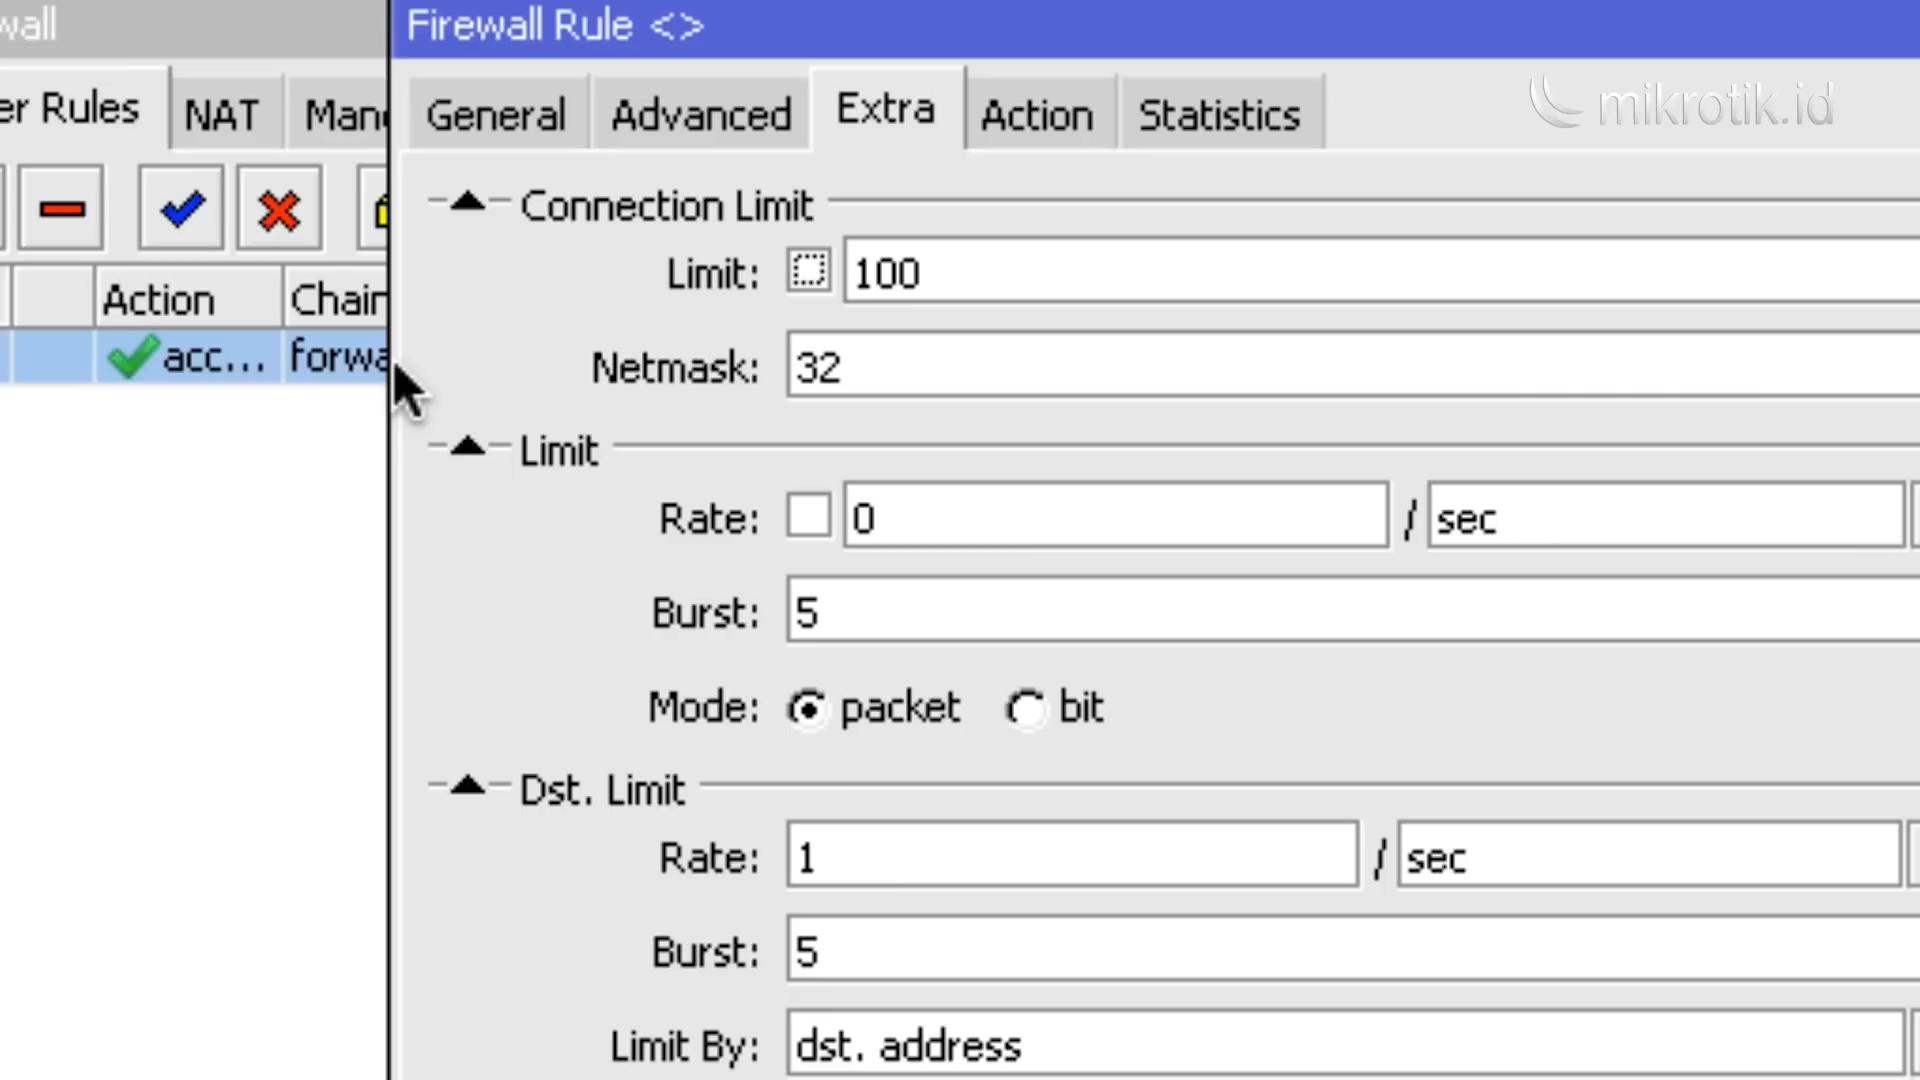 wall
Firewall Rule <>
er Rules
NAT
General
Advanced
Extra
Action
Statistics
mikrotik.id
Connection Limit
Limit: 100
Netmask: 32
Action
Chain
acc...
Limit
Rate: 0 / sec
Burst: 5
Mode: packet bit
Dst. Limit
Rate: 1 / sec
Burst: 5
Limit By: dst. address